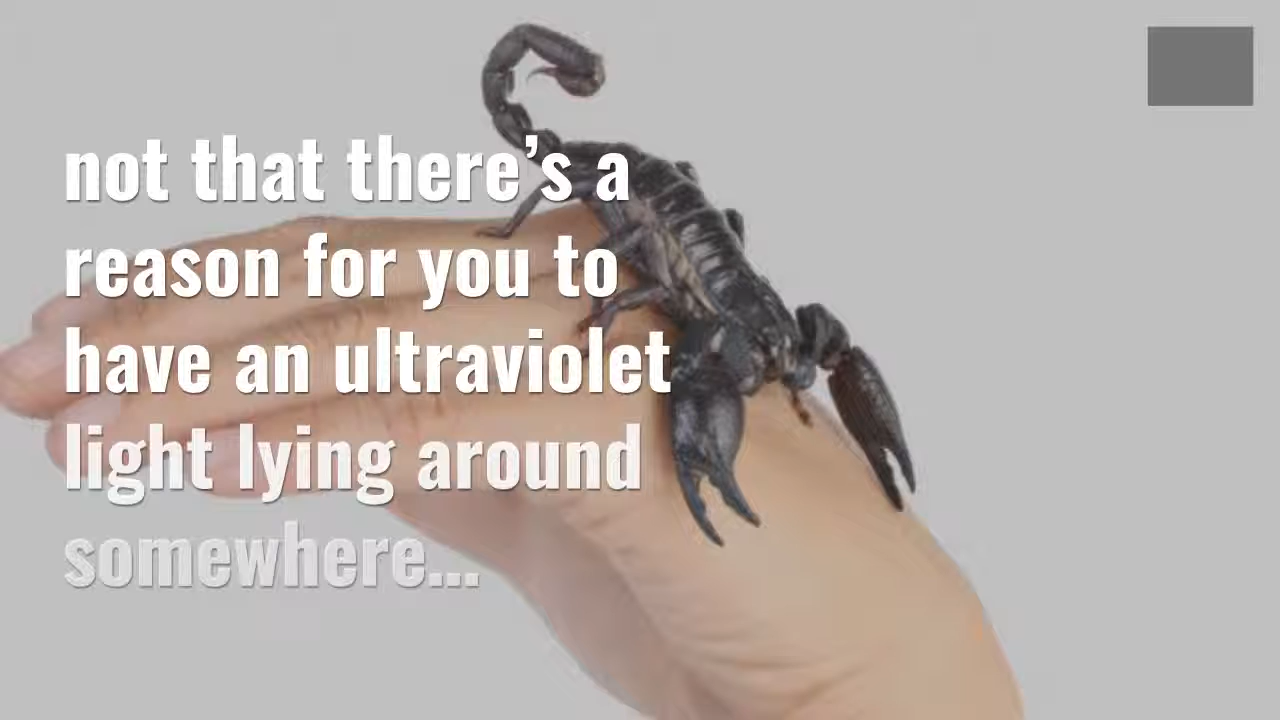 not that there’s a
reason for you to
have an ultraviolet
light lying around
somewhere...